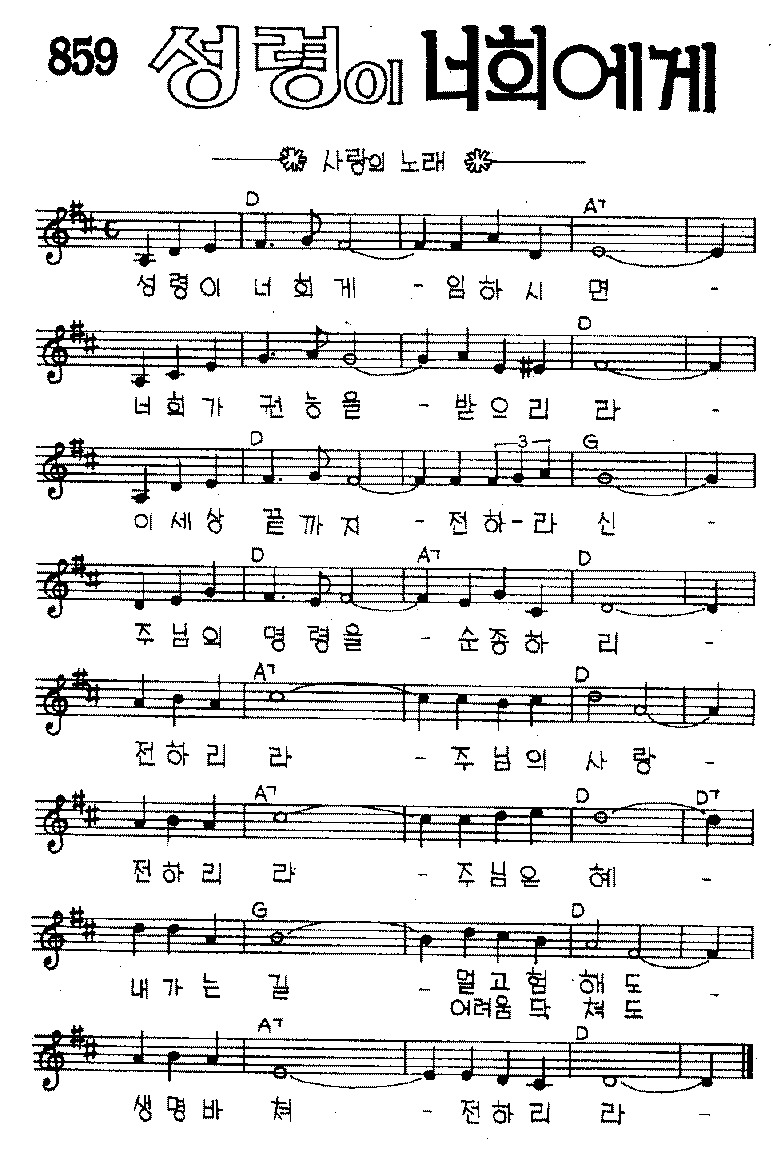 859 성령이 너희에게
사랑의 노래
D A7
성령이 너희게 - 임하시면 -
D
너희가 권능을 - 받으리라 -
D 3 G
이세상 끝까지 - 전하-라 신 -
D A7 D
주님의 명령을 - 순종하리 -
A7 D
전하리라 - 주님의 사랑 -
A7 D D7
전하리라 - 주님은혜 -
G D
내가는길 - 멀고험해도 -
어려움닥쳐도
A7 D
생명바쳐 - 전하리라 -